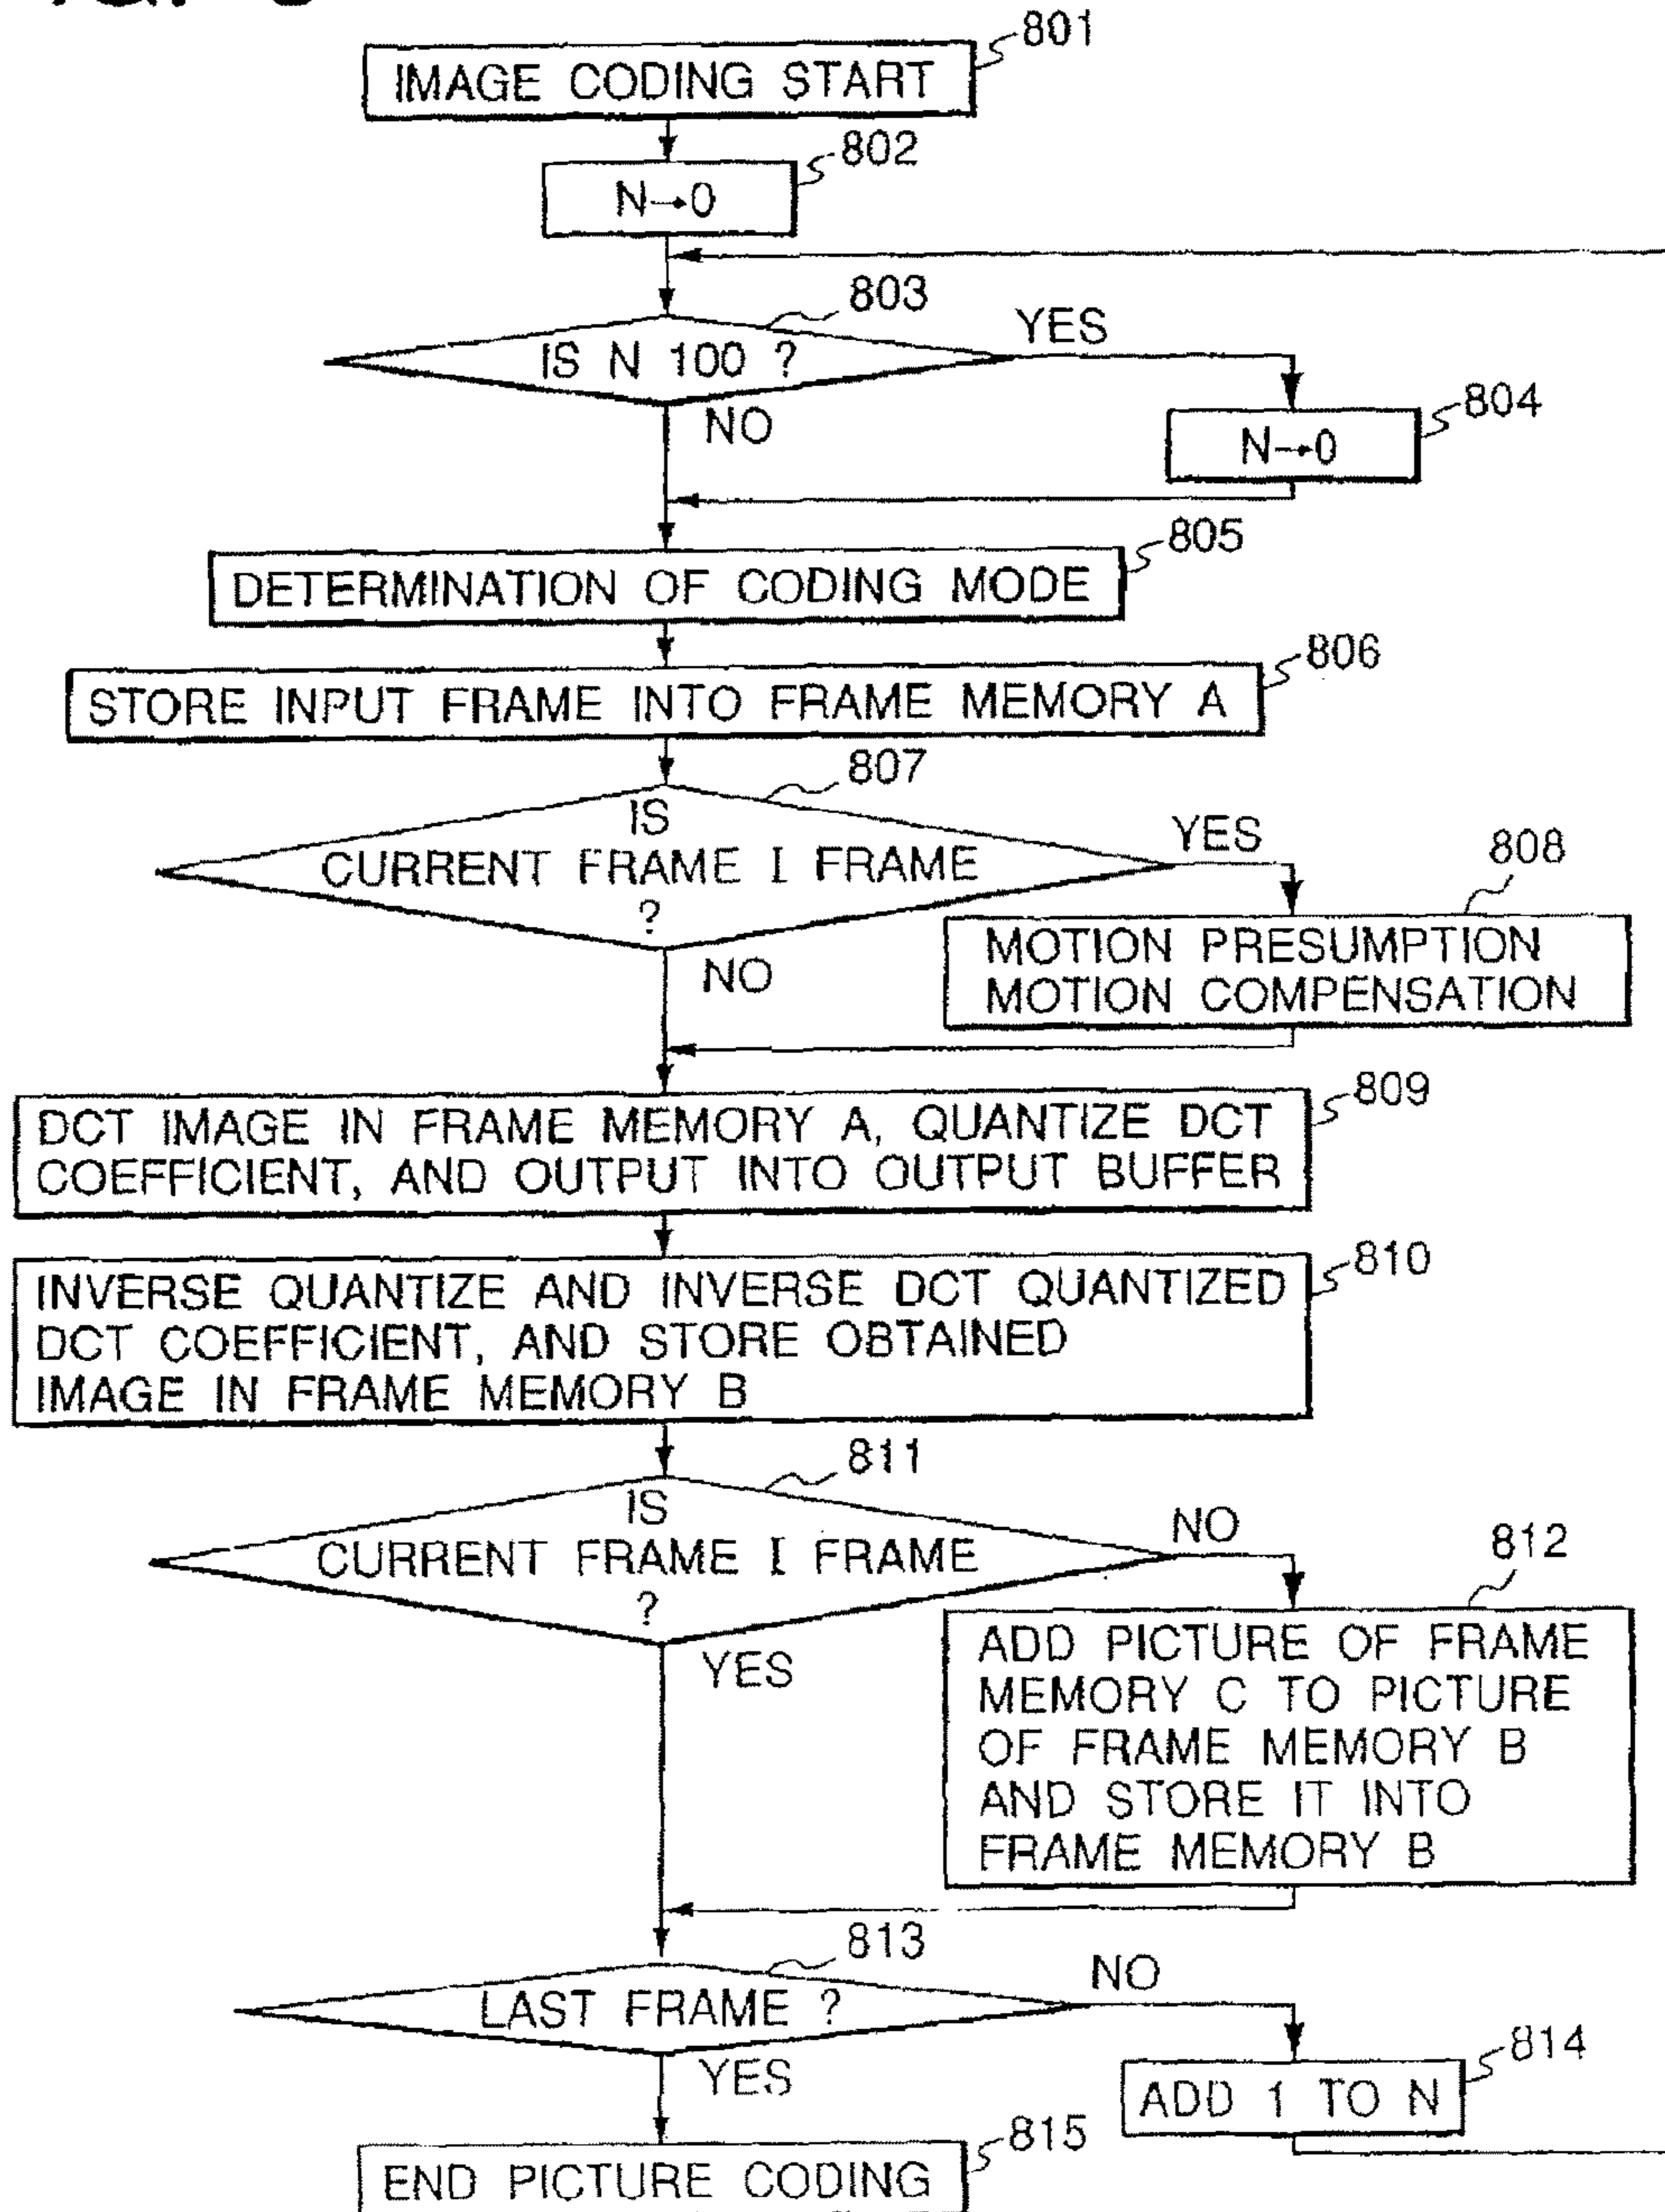 801
IMAGE CODING START
802
N→0
803
IS N 100 ?
YES
NO
804
N→0
805
DETERMINATION OF CODING MODE
806
STORE INPUT FRAME INTO FRAME MEMORY A
807
IS
CURRENT FRAME I FRAME
?
YES
NO
808
MOTION PRESUMPTION
MOTION COMPENSATION
809
DCT IMAGE IN FRAME MEMORY A, QUANTIZE DCT
COEFFICIENT, AND OUTPUT INTO OUTPUT BUFFER
810
INVERSE QUANTIZE AND INVERSE DCT QUANTIZED
DCT COEFFICIENT, AND STORE OBTAINED
IMAGE IN FRAME MEMORY B
811
IS
CURRENT FRAME I FRAME
?
NO
YES
812
ADD PICTURE OF FRAME
MEMORY C TO PICTURE
OF FRAME MEMORY B
AND STORE IT INTO
FRAME MEMORY B
813
LAST FRAME ?
NO
YES
814
ADD 1 TO N
815
END PICTURE CODING